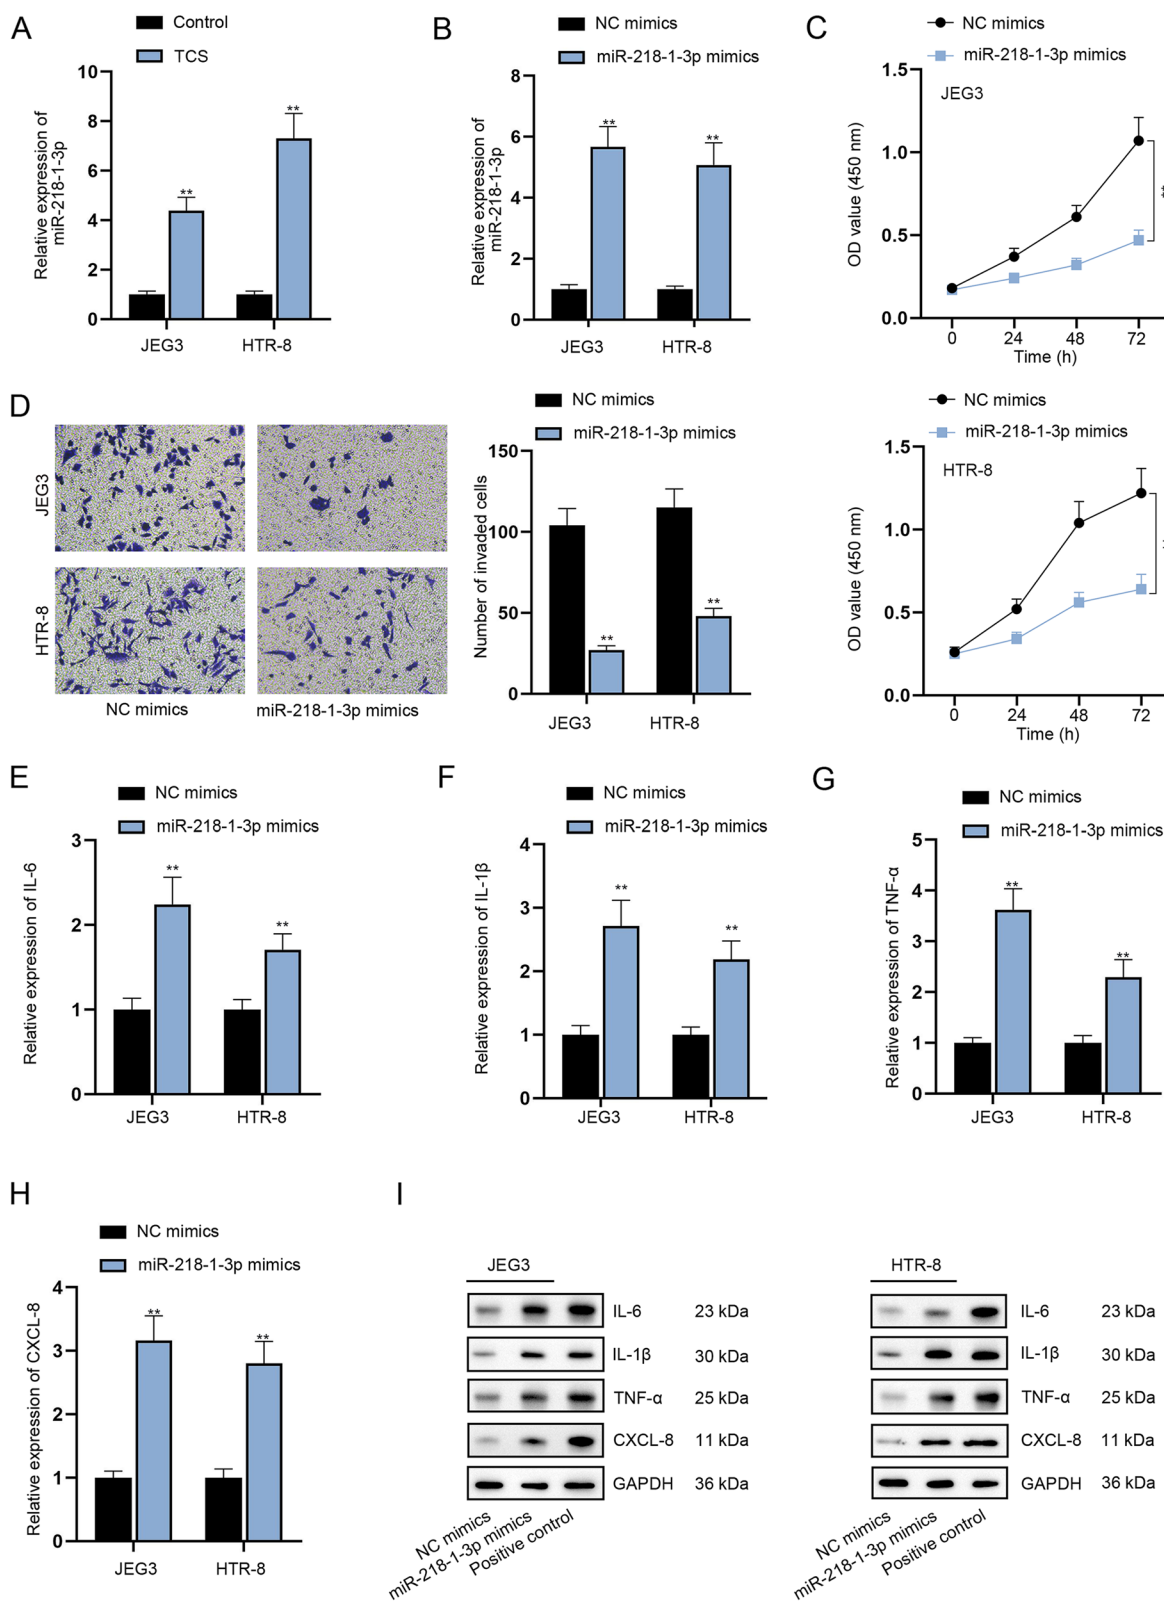 A
Control
TCS
Relative expression of
miR-218-1-3p
10
8
6
4
2
0
**
**
JEG3
HTR-8
B
NC mimics
miR-218-1-3p mimics
Relative expression of
miR-218-1-3p
8
6
4
2
0
**
**
JEG3
HTR-8
C
NC mimics
miR-218-1-3p mimics
JEG3
OD value (450 nm)
1.5
1.0
0.5
0.0
0
24
48
72
Time (h)
NC mimics
miR-218-1-3p mimics
HTR-8
OD value (450 nm)
1.5
1.0
0.5
0.0
0
24
48
72
Time (h)
D
JEG3
HTR-8
NC mimics
miR-218-1-3p mimics
NC mimics
miR-218-1-3p mimics
Number of invaded cells
150
100
50
0
**
**
JEG3
HTR-8
E
NC mimics
miR-218-1-3p mimics
Relative expression of IL-6
3
2
1
0
**
**
JEG3
HTR-8
F
NC mimics
miR-218-1-3p mimics
Relative expression of IL-1β
4
3
2
1
0
**
**
JEG3
HTR-8
G
NC mimics
miR-218-1-3p mimics
Relative expression of TNF-α
5
4
3
2
1
0
**
**
JEG3
HTR-8
H
NC mimics
miR-218-1-3p mimics
Relative expression of CXCL-8
4
3
2
1
0
**
**
JEG3
HTR-8
I
JEG3
IL-6 23 kDa
IL-1β 30 kDa
TNF-α 25 kDa
CXCL-8 11 kDa
GAPDH 36 kDa
NC mimics
miR-218-1-3p mimics
Positive control
HTR-8
IL-6 23 kDa
IL-1β 30 kDa
TNF-α 25 kDa
CXCL-8 11 kDa
GAPDH 36 kDa
NC mimics
miR-218-1-3p mimics
Positive control